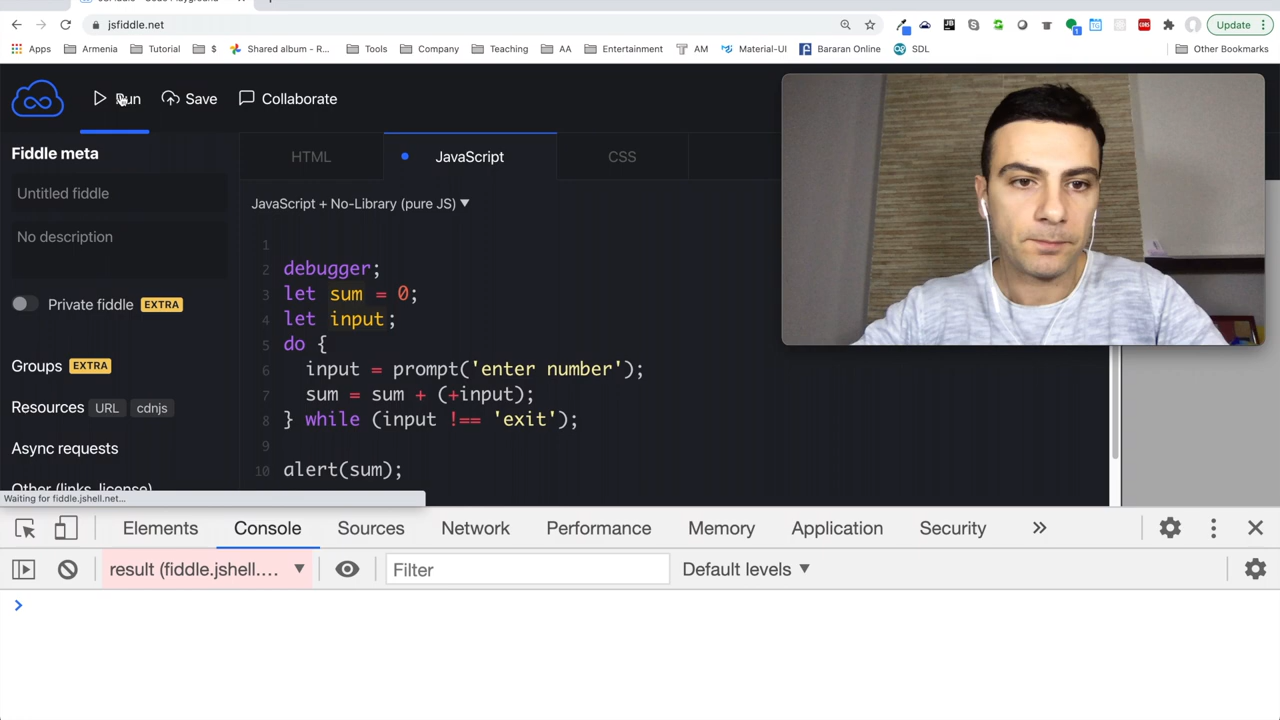 jsfiddle.net
Update
Apps
Armenia
Tutorial
$
Shared album - R...
Tools
Company
Teaching
AA
Entertainment
AM
Material-UI
Bararan Online
SDL
Other Bookmarks
Run
Save
Collaborate
Fiddle meta
Untitled fiddle
No description
Private fiddle EXTRA
Groups EXTRA
Resources URL cdnjs
Async requests
Other (links, license)
Waiting for fiddle.jshell.net...
HTML
JavaScript
CSS
JavaScript + No-Library (pure JS) ▼
1
2 debugger;
3 let sum = 0;
4 let input;
5 do {
6 input = prompt('enter number');
7 sum = sum + (+input);
8 } while (input !== 'exit');
9
10 alert(sum);
Elements
Console
Sources
Network
Performance
Memory
Application
Security
»
result (fiddle.jshell.... ▼
Filter
Default levels ▼